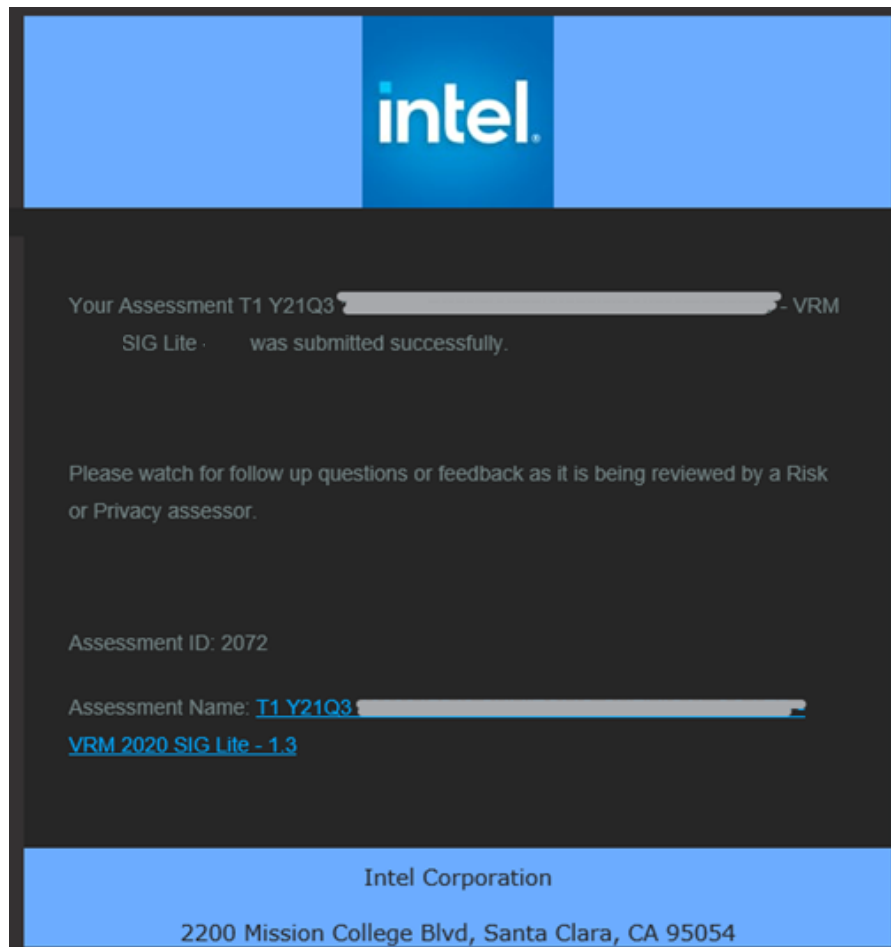 intel.
Your Assessment T1 Y21Q3 - VRM
SIG Lite - was submitted successfully.
Please watch for follow up questions or feedback as it is being reviewed by a Risk
or Privacy assessor.
Assessment ID: 2072
Assessment Name: T1 Y21Q3 -
VRM 2020 SIG Lite - 1.3
Intel Corporation
2200 Mission College Blvd, Santa Clara, CA 95054